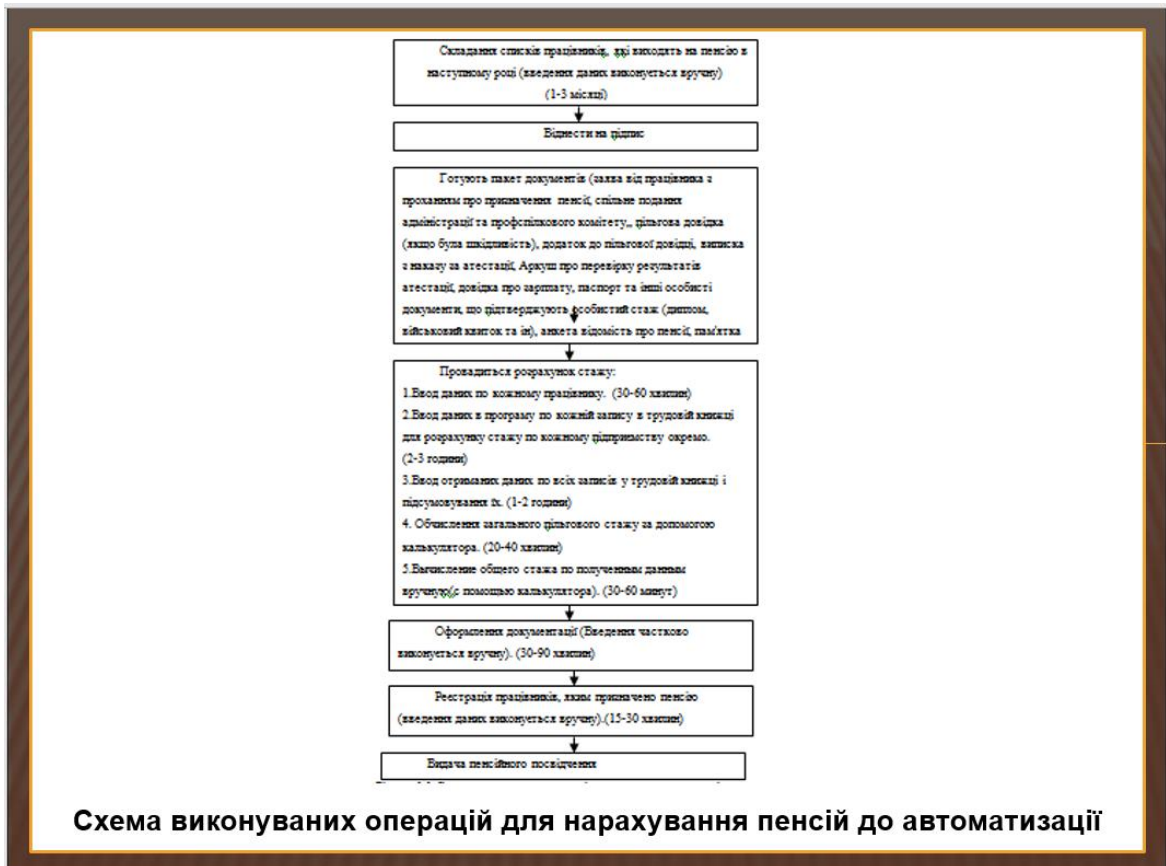 Складання списків працівників, які виходять на пенсію в
наступному році (введення даних виконується вручну)
(1-3 місяці)
Віднести на підпис
Готують пакет документів (заява від працівника з
проханням про призначення пенсії, спільне подання
адміністрації та профспілкового комітету,, пільгова довідка
(якщо була шкідливість), додаток до пільгової довідці, виписка
з наказу за атестації, Аркуш про перевірку результатів
атестації, довідка про зарплату, паспорт та інші особисті
документи, що підтверджують особистий стаж (диплом,
військовий квиток та ін), анкета відомість про пенсії, пам'ятка
Провадиться розрахунок стажу:
1.Ввод даних по кожному працівнику. (30-60 хвилин)
2.Ввод даних в програму по кожній запису в трудовій книжці
для розрахунку стажу по кожному підприємству окремо.
(2-3 години)
3.Ввод отриманих даних по всіх записів у трудовій книжці і
підсумовування їх. (1-2 години)
4. Обчислення загального пільгового стажу за допомогою
калькулятора. (20-40 хвилин)
5.Вычисление общего стажа по полученным данным
вручную(с помощью калькулятора). (30-60 минут)
Оформлення документації (Введення частково
виконується вручну). (30-90 хвилин)
Реєстрація працівників, яким призначено пенсію
(введення даних виконується вручну).(15-30 хвилин)
Видача пенсійного посвідчення
Схема виконуваних операцій для нарахування пенсій до автоматизації